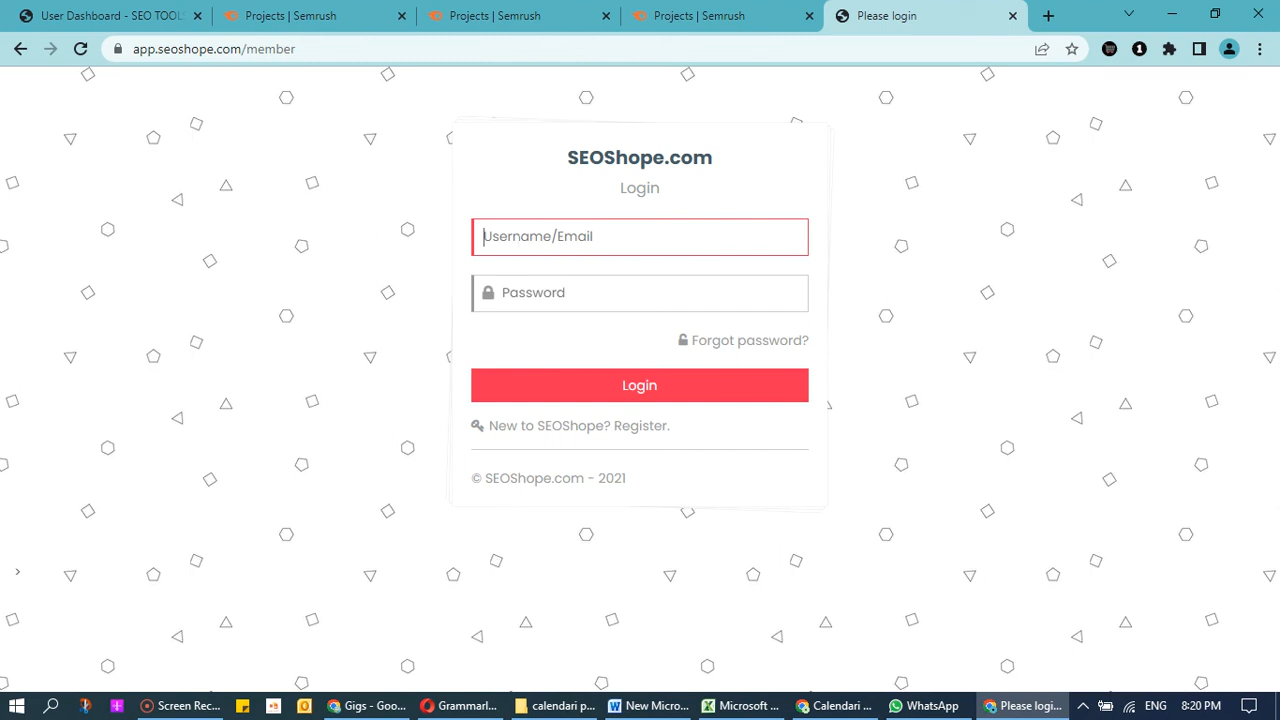 User Dashboard - SEO TOOL
Projects | Semrush
Projects | Semrush
Projects | Semrush
Please login
app.seoshope.com/member
SEOShope.com
Login
Username/Email
Password
Forgot password?
Login
New to SEOShope? Register.
© SEOShope.com - 2021
Screen Rec...
Gigs - Goo...
Grammarl...
calendari p...
New Micro...
Microsoft ...
Calendari ...
WhatsApp
Please logi...
ENG
8:20 PM